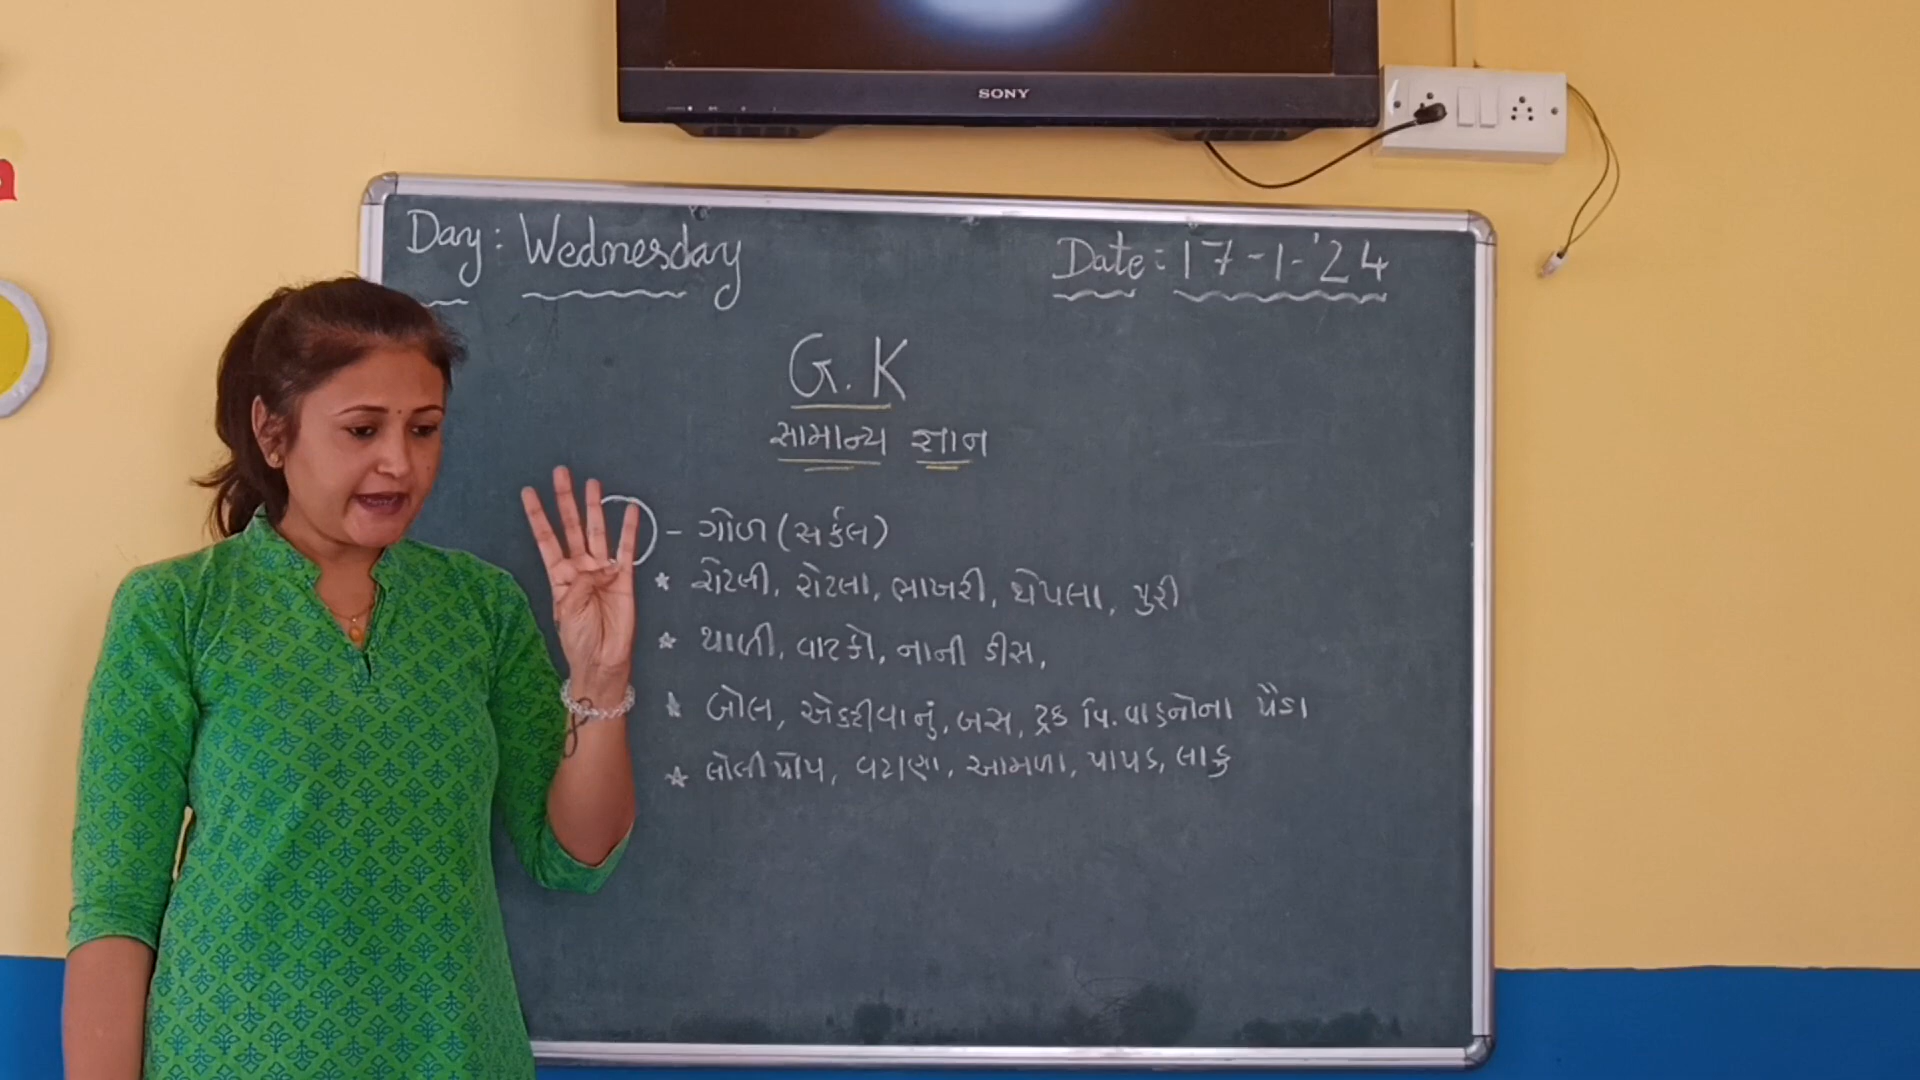 SONY
Day: Wednesday Date: 17-1-'24
G.K
સામાન્ય જ્ઞાન
- ગોળ (સર્કલ)
* રોટલી, રોટલા, ભાખરી, થેપલા, પુરી
* થાળી, વાટકો, નાની ડીસ,
* બોલ, એકટીવાનું, બસ, ટ્રક વિ. વાહનોના પૈડા
* લોલીપોપ, વટાણા, આમળા, પાપડ, લાડુ